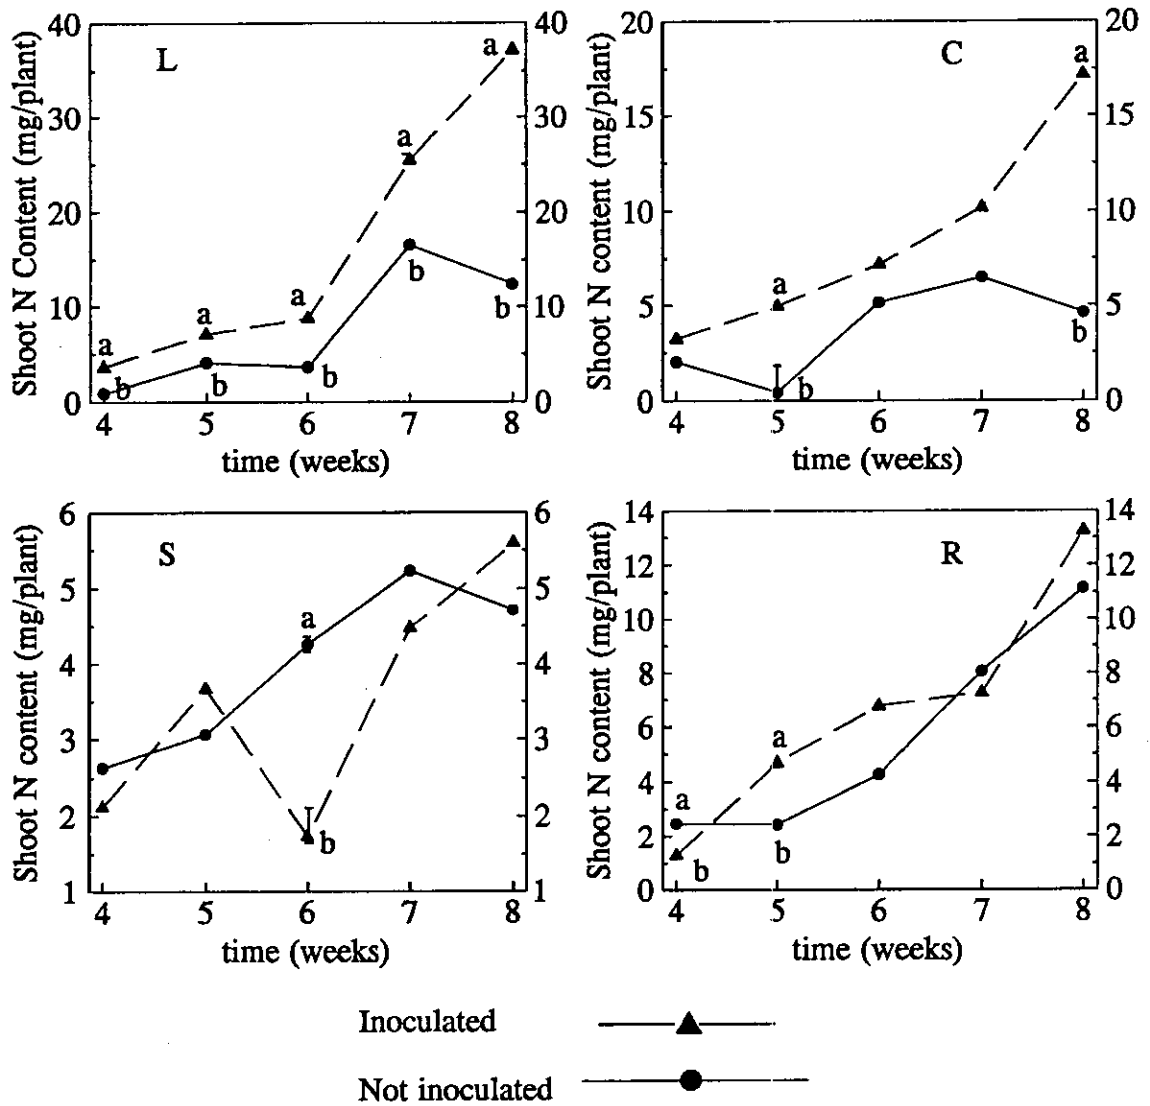 40 40
L
a
Shoot N Content (mg/plant)
30 30
a
20 20
b
10 a 10
a b
a
b b b
0 0
4 5 6 7 8
time (weeks)
20 20
C
a
Shoot N content (mg/plant)
15 15
10 10
a
5 5
b
b
0 0
4 5 6 7 8
time (weeks)
6 6
S
Shoot N content (mg/plant)
5 5
a
4 4
3 3
2 2
b
1 1
4 5 6 7 8
time (weeks)
14 14
R
12 12
Shoot N content (mg/plant)
10 10
8 8
6 6
a
4 4
a
2 2
b b
0 0
4 5 6 7 8
time (weeks)
Inoculated
Not inoculated